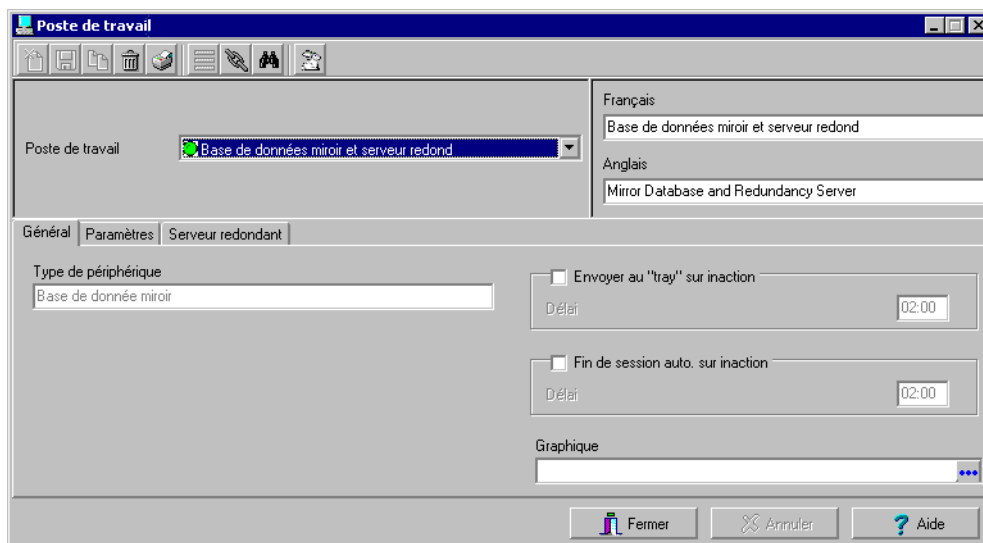 Poste de travail
Français
Base de données miroir et serveur redond
Poste de travail
Base de données miroir et serveur redond
Anglais
Mirror Database and Redundancy Server
Général Paramètres Serveur redondant
Type de périphérique
Base de donnée miroir
Envoyer au "tray" sur inaction
Délai 02:00
Fin de session auto. sur inaction
Délai 02:00
Graphique
Fermer Annuler Aide